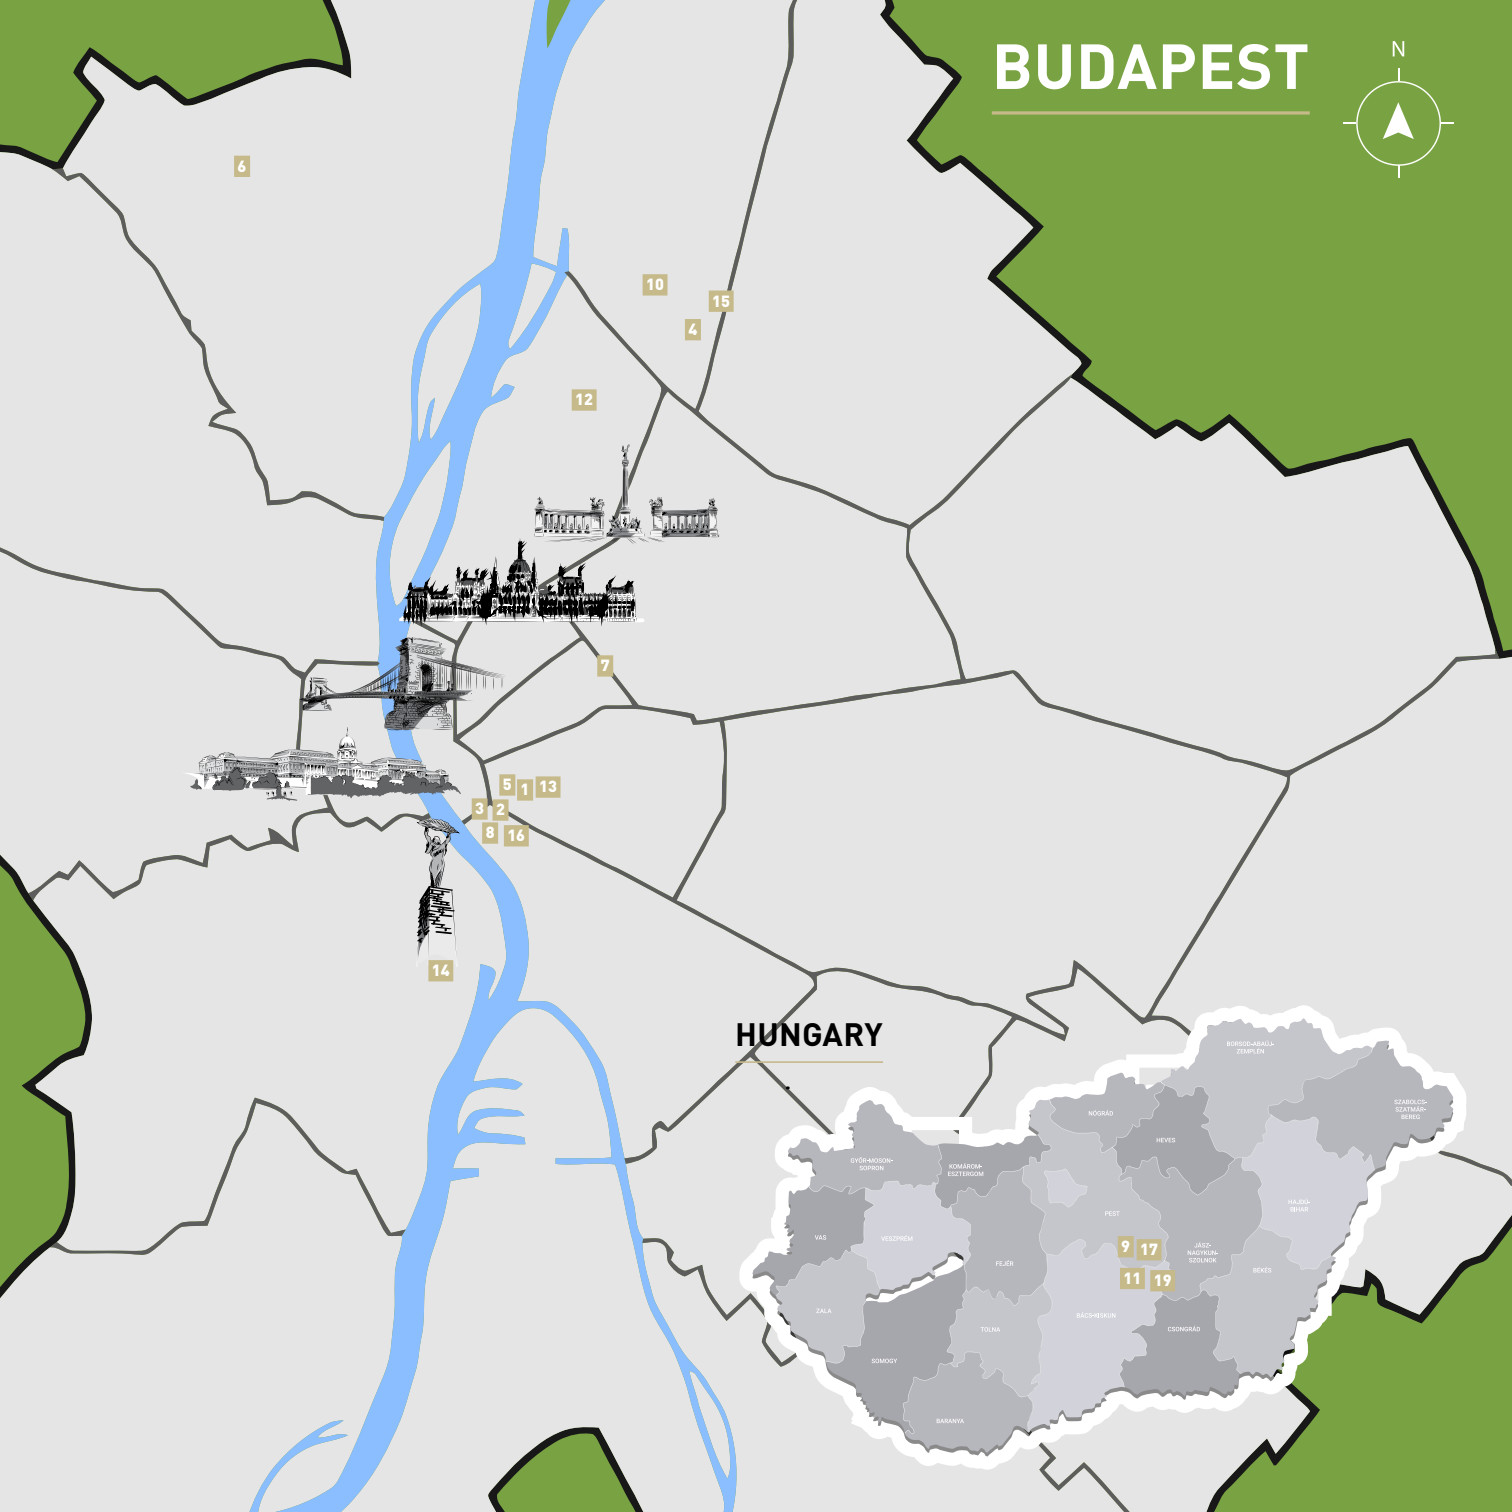 BUDAPEST
N
6
10
15
4
12
7
5
1
13
3
2
8
16
14
HUNGARY
BORSOD-ABAÚJ-
ZEMPLÉN
SZABOLCS-
SZATMÁR-
BEREG
NÓGRÁD
HEVES
GYŐR-MOSON-
SOPRON
KOMÁROM-
ESZTERGOM
HAJDÚ-
BIHAR
PEST
VAS
VESZPRÉM
FEJÉR
9
17
JÁSZ-
NAGYKUN-
SZOLNOK
BÉKÉS
11
19
ZALA
BÁCS-KISKUN
TOLNA
CSONGRÁD
SOMOGY
BARANYA